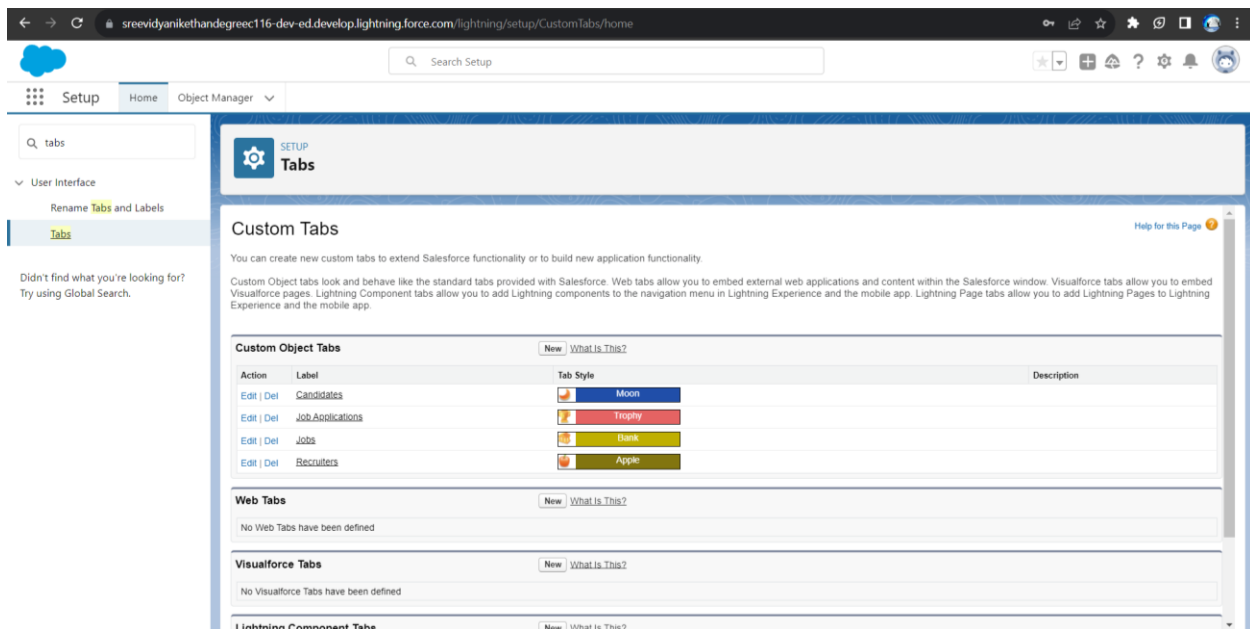 sreevidyanikethandegreec116-dev-ed.develop.lightning.force.com/lightning/setup/CustomTabs/home
Search Setup
Setup Home Object Manager
tabs
User Interface
Rename Tabs and Labels
Tabs
Didn't find what you're looking for?
Try using Global Search.
SETUP
Tabs
Custom Tabs
Help for this Page
You can create new custom tabs to extend Salesforce functionality or to build new application functionality.
Custom Object tabs look and behave like the standard tabs provided with Salesforce. Web tabs allow you to embed external web applications and content within the Salesforce window. Visualforce tabs allow you to embed
Visualforce pages. Lightning Component tabs allow you to add Lightning components to the navigation menu in Lightning Experience and the mobile app. Lightning Page tabs allow you to add Lightning Pages to Lightning
Experience and the mobile app.
Custom Object Tabs New What Is This?
Action Label Tab Style Description
Edit | Del Candidates Moon
Edit | Del Job Applications Trophy
Edit | Del Jobs Bank
Edit | Del Recruiters Apple
Web Tabs New What Is This?
No Web Tabs have been defined
Visualforce Tabs New What Is This?
No Visualforce Tabs have been defined
Lightning Component Tabs New What Is This?